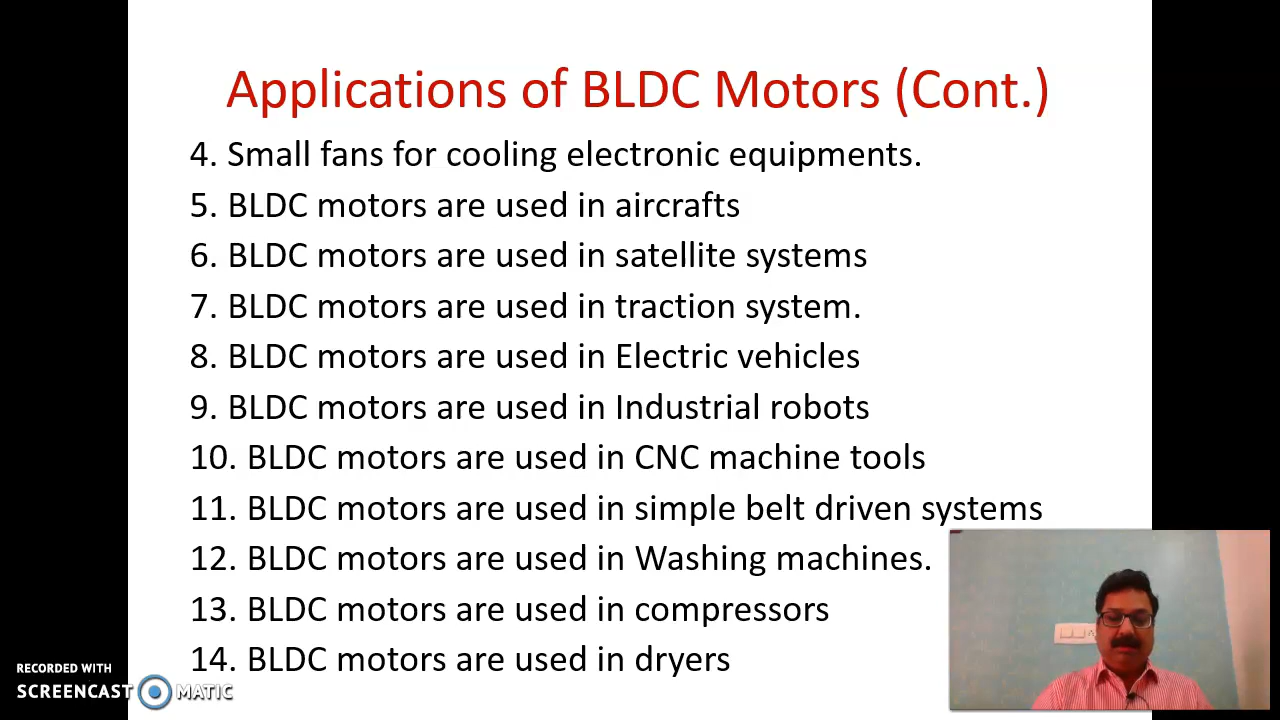 Applications of BLDC Motors (Cont.)
4. Small fans for cooling electronic equipments.
5. BLDC motors are used in aircrafts
6. BLDC motors are used in satellite systems
7. BLDC motors are used in traction system.
8. BLDC motors are used in Electric vehicles
9. BLDC motors are used in Industrial robots
10. BLDC motors are used in CNC machine tools
11. BLDC motors are used in simple belt driven systems
12. BLDC motors are used in Washing machines.
13. BLDC motors are used in compressors
14. BLDC motors are used in dryers
RECORDED WITH
SCREENCAST MATIC